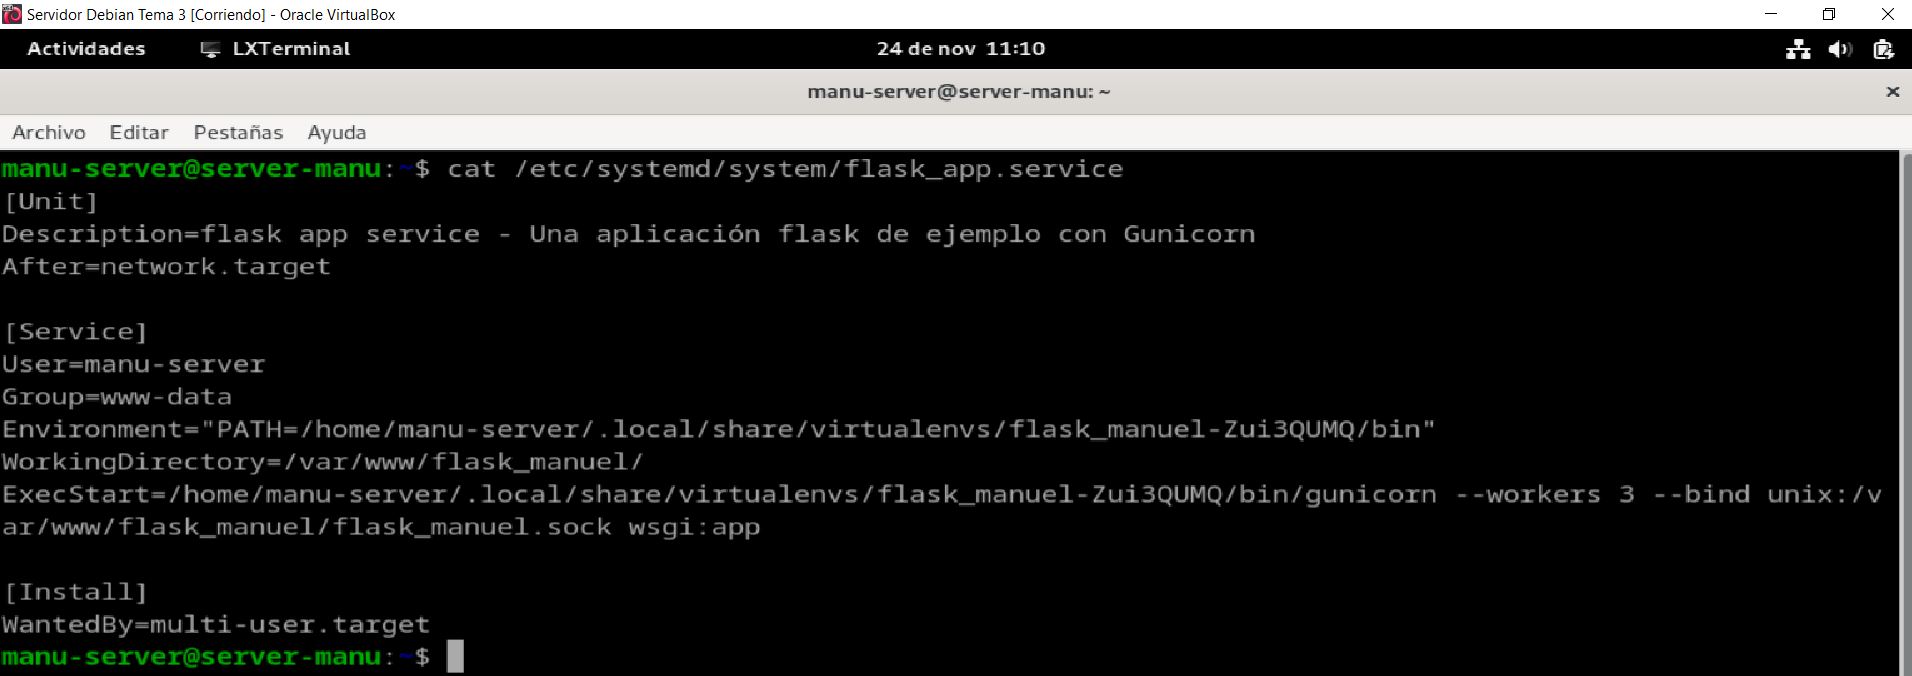 Servidor Debian Tema 3 [Corriendo] - Oracle VirtualBox
Actividades LXTerminal 24 de nov 11:10
manu-server@server-manu: ~
Archivo Editar Pestañas Ayuda
manu-server@server-manu:~$ cat /etc/systemd/system/flask_app.service
[Unit]
Description=flask app service - Una aplicación flask de ejemplo con Gunicorn
After=network.target
[Service]
User=manu-server
Group=www-data
Environment="PATH=/home/manu-server/.local/share/virtualenvs/flask_manuel-Zui3QUMQ/bin"
WorkingDirectory=/var/www/flask_manuel/
ExecStart=/home/manu-server/.local/share/virtualenvs/flask_manuel-Zui3QUMQ/bin/gunicorn --workers 3 --bind unix:/v
ar/www/flask_manuel/flask_manuel.sock wsgi:app
[Install]
WantedBy=multi-user.target
manu-server@server-manu:~$